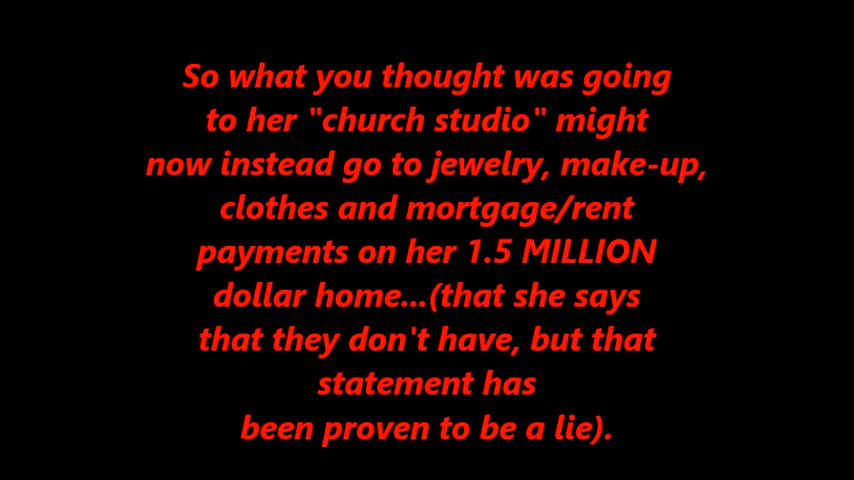 So what you thought was going
to her "church studio" might
now instead go to jewelry, make-up,
clothes and mortgage/rent
payments on her 1.5 MILLION
dollar home...(that she says
that they don't have, but that
statement has
been proven to be a lie).